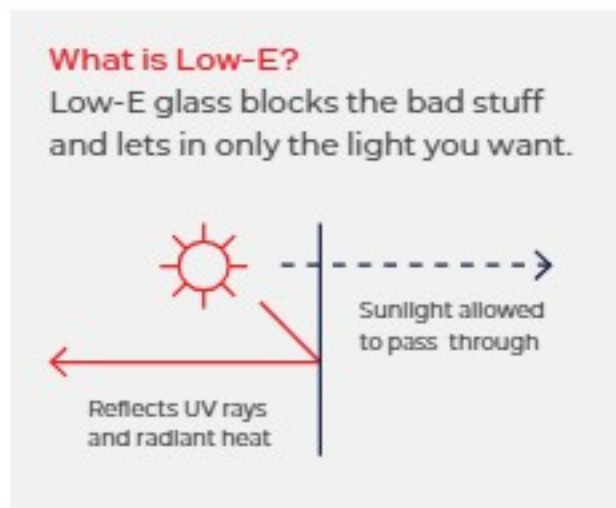 What is Low-E?
Low-E glass blocks the bad stuff
and lets in only the light you want.
Sunlight allowed
to pass through
Reflects UV rays
and radiant heat